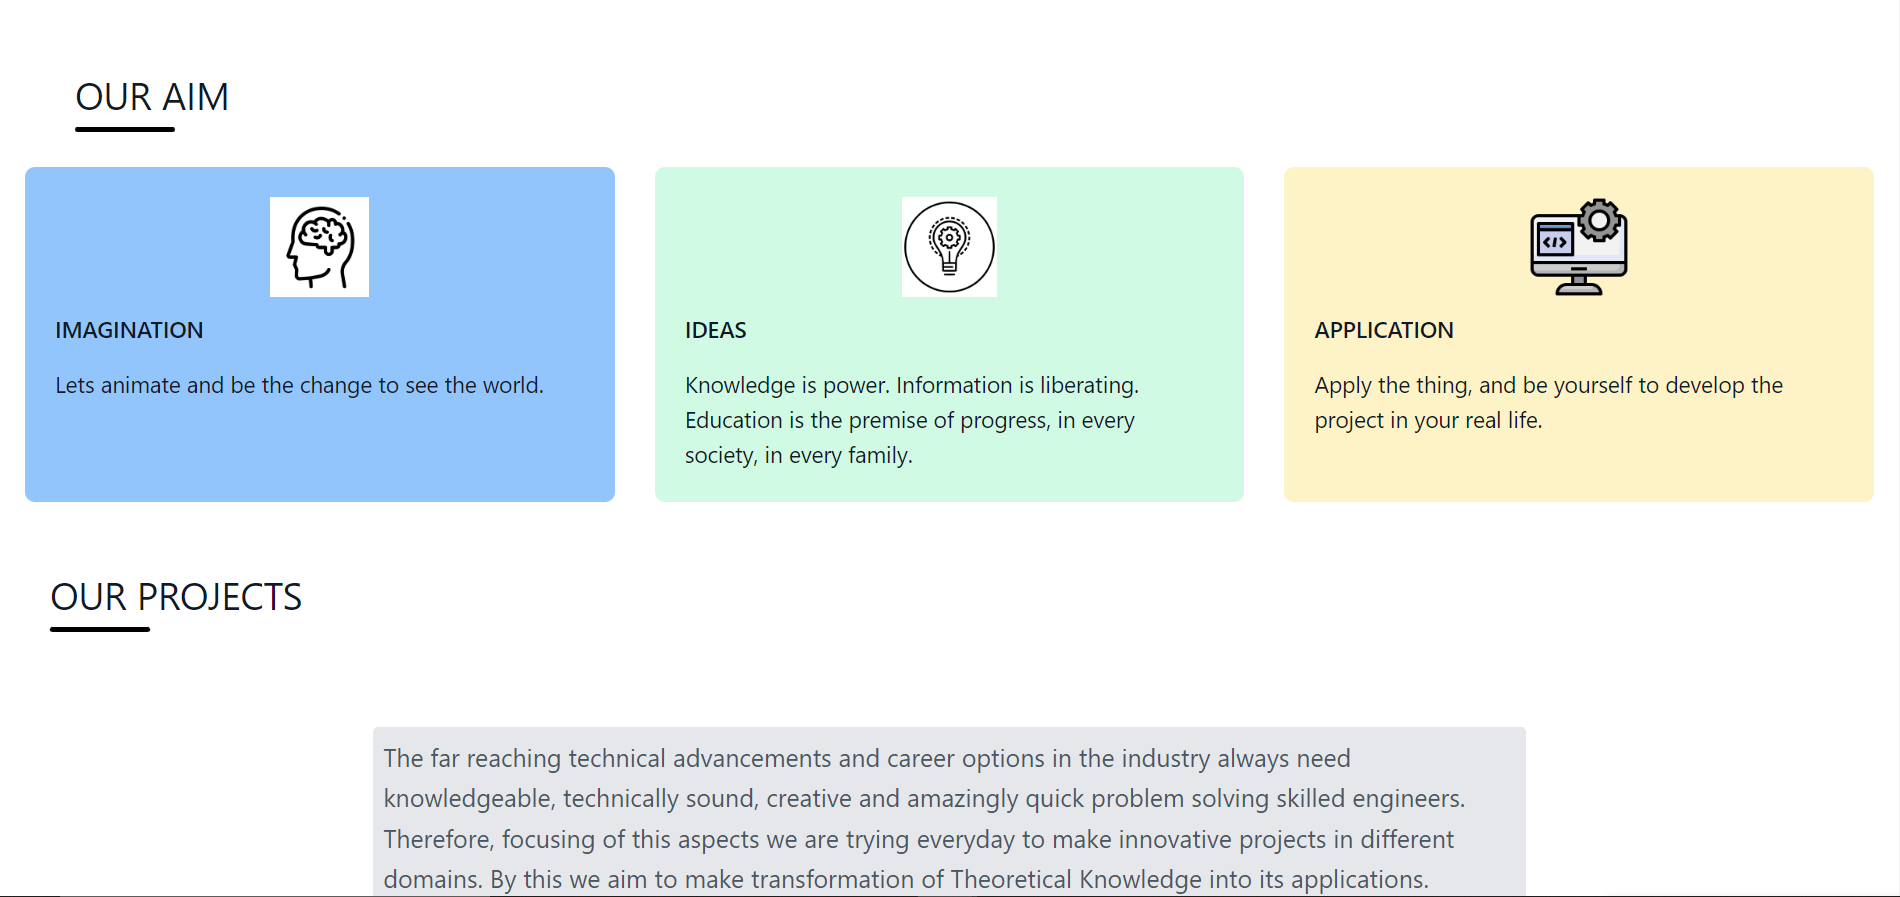 OUR AIM
IMAGINATION
Lets animate and be the change to see the world.
IDEAS
Knowledge is power. Information is liberating.
Education is the premise of progress, in every
society, in every family.
APPLICATION
Apply the thing, and be yourself to develop the
project in your real life.
OUR PROJECTS
The far reaching technical advancements and career options in the industry always need
knowledgeable, technically sound, creative and amazingly quick problem solving skilled engineers.
Therefore, focusing of this aspects we are trying everyday to make innovative projects in different
domains. By this we aim to make transformation of Theoretical Knowledge into its applications.